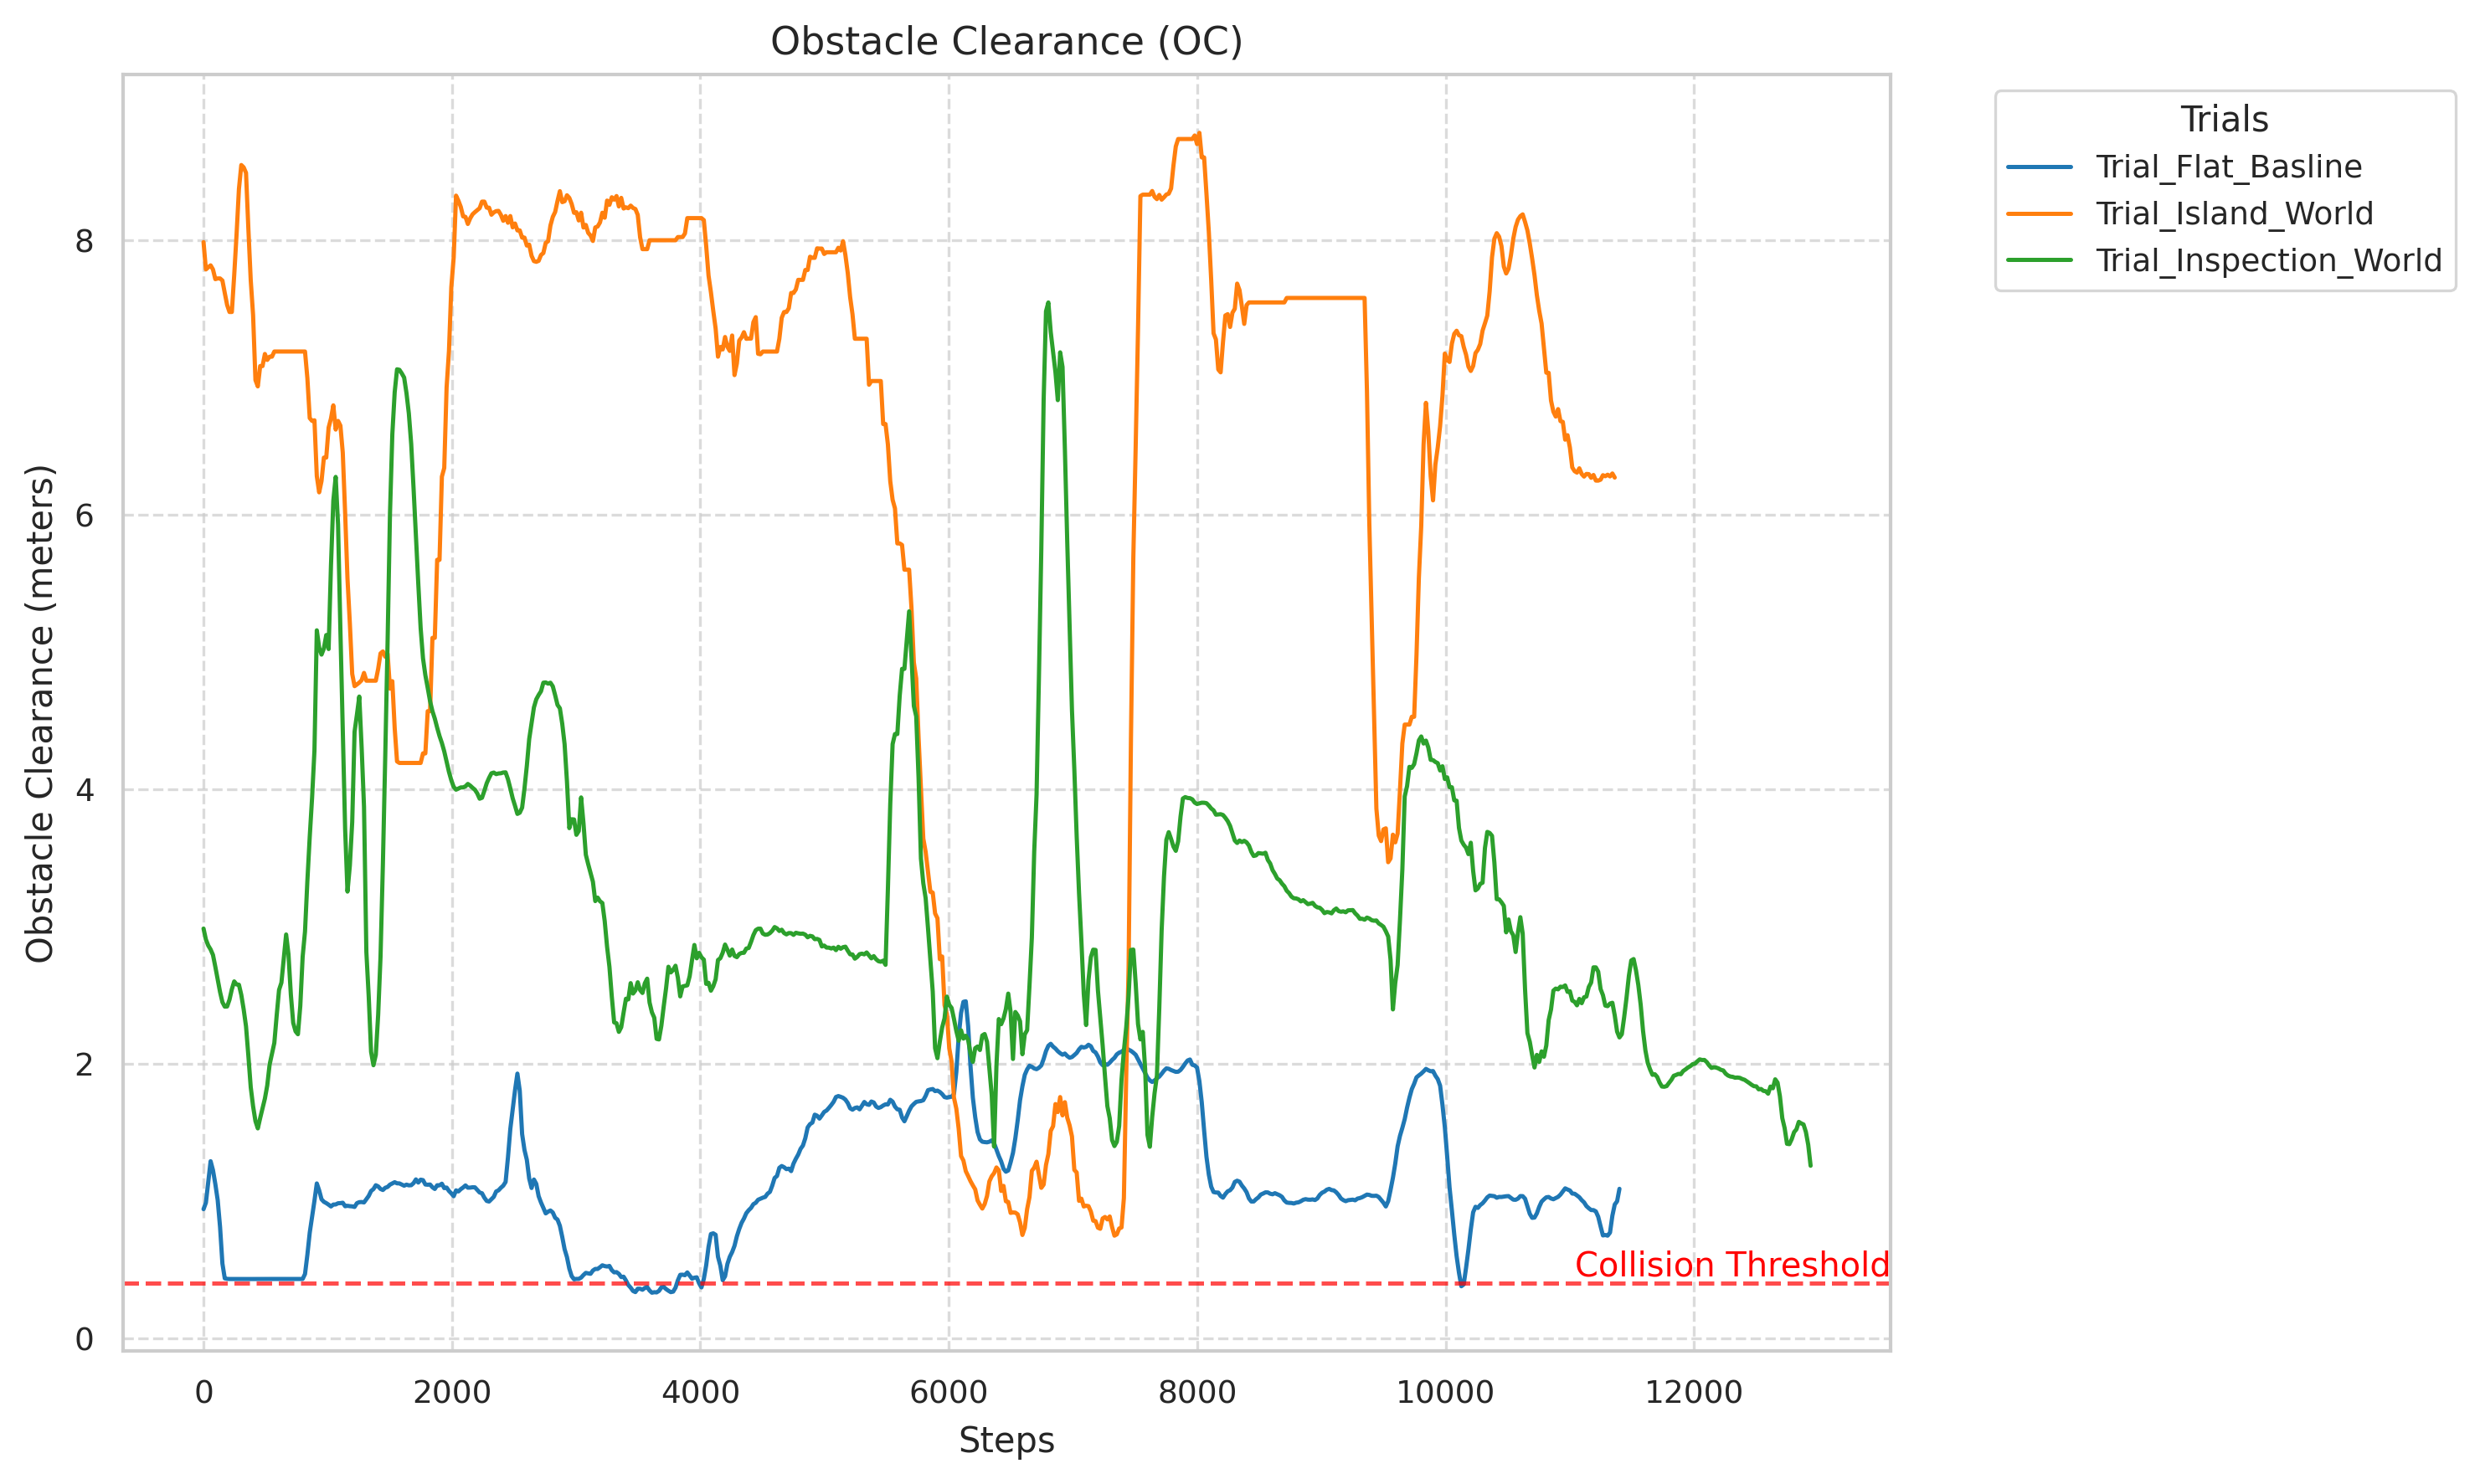 Obstacle Clearance (OC)
Trials
Trial_Flat_Basline
Trial_Island_World
Trial_Inspection_World
Obstacle Clearance (meters)
8
6
4
2
0
Collision Threshold
0
2000
4000
6000
8000
10000
12000
Steps